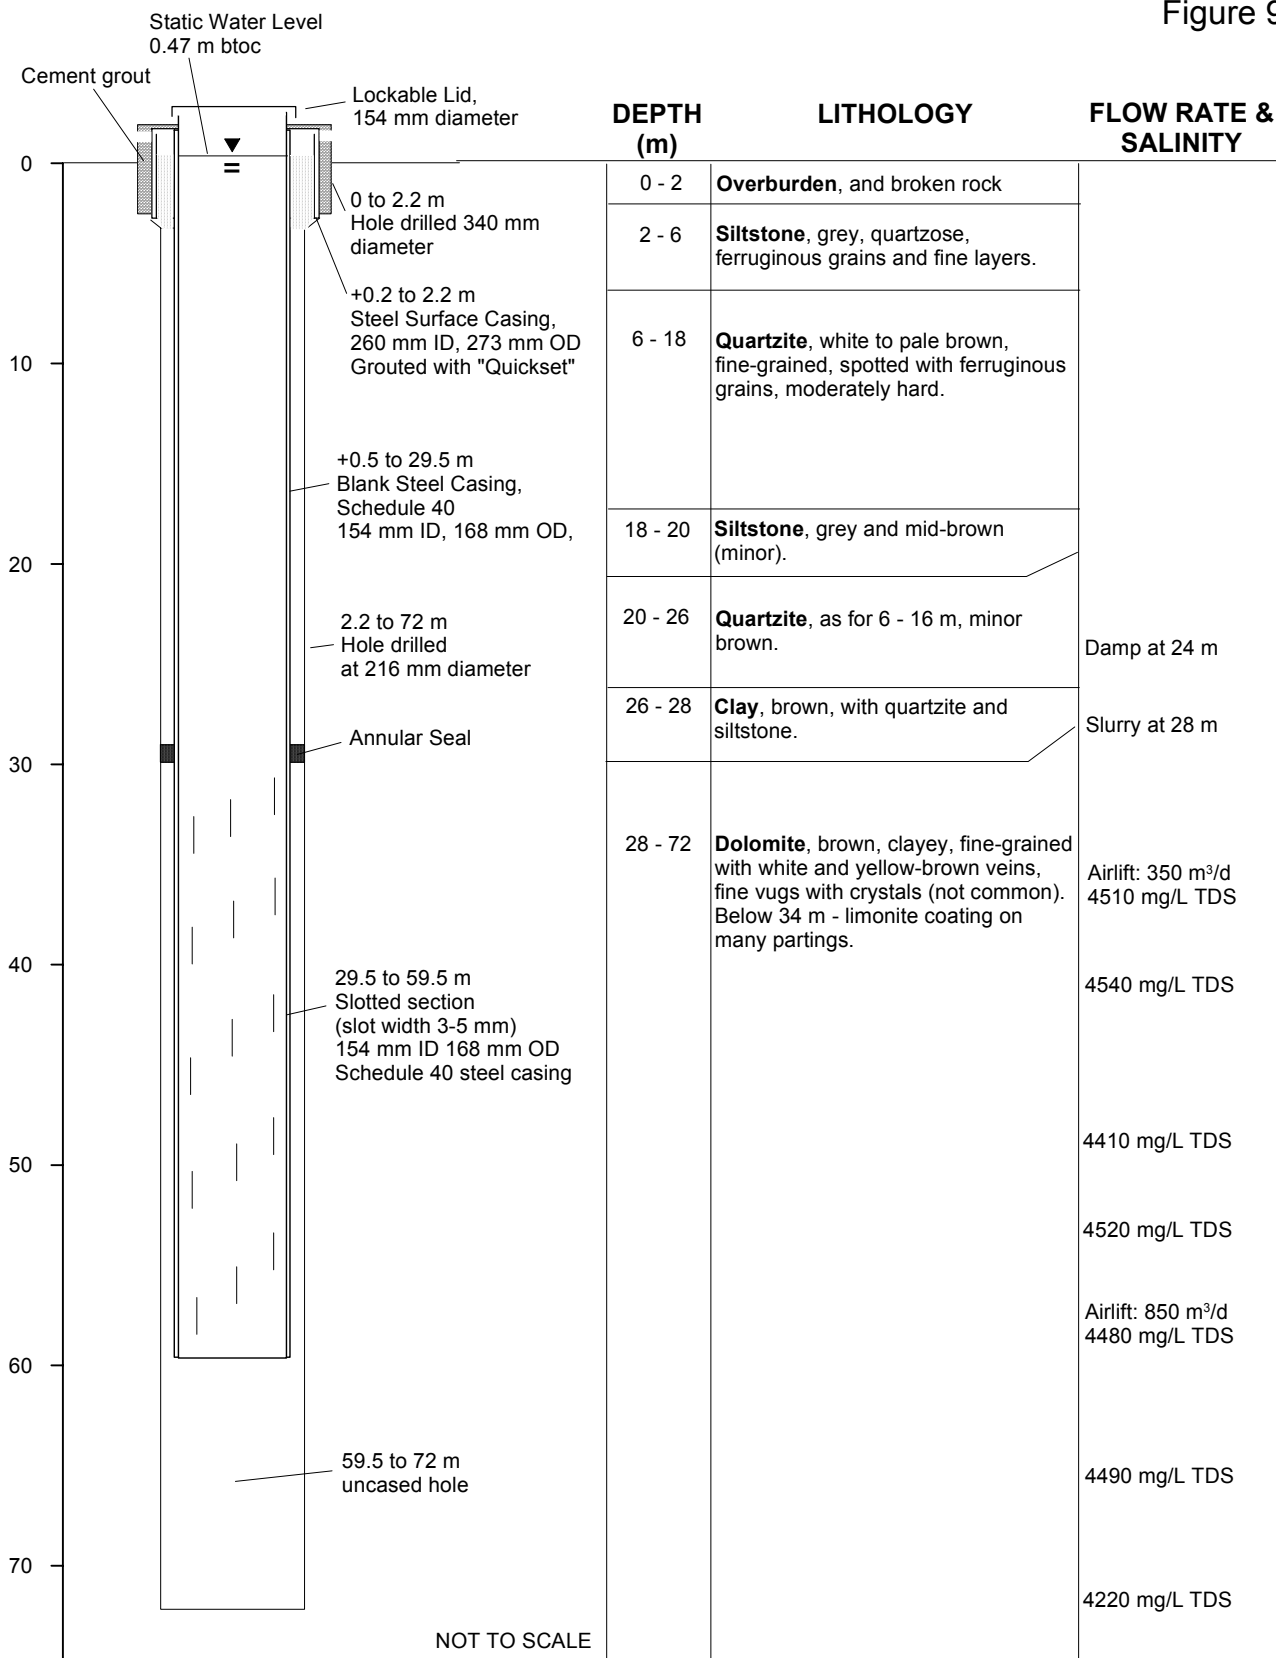 Figure 9
Static Water Level
0.47 m btoc
Cement grout
Lockable Lid,
154 mm diameter
0 to 2.2 m
Hole drilled 340 mm
diameter
+0.2 to 2.2 m
Steel Surface Casing,
260 mm ID, 273 mm OD
Grouted with "Quickset"
+0.5 to 29.5 m
Blank Steel Casing,
Schedule 40
154 mm ID, 168 mm OD,
2.2 to 72 m
Hole drilled
at 216 mm diameter
Annular Seal
29.5 to 59.5 m
Slotted section
(slot width 3-5 mm)
154 mm ID 168 mm OD
Schedule 40 steel casing
59.5 to 72 m
uncased hole
NOT TO SCALE
0
10
20
30
40
50
60
70
DEPTH
(m)
LITHOLOGY
FLOW RATE &
SALINITY
0 - 2
Overburden, and broken rock
2 - 6
Siltstone, grey, quartzose,
ferruginous grains and fine layers.
6 - 18
Quartzite, white to pale brown,
fine-grained, spotted with ferruginous
grains, moderately hard.
18 - 20
Siltstone, grey and mid-brown
(minor).
20 - 26
Quartzite, as for 6 - 16 m, minor
brown.
26 - 28
Clay, brown, with quartzite and
siltstone.
28 - 72
Dolomite, brown, clayey, fine-grained
with white and yellow-brown veins,
fine vugs with crystals (not common).
Below 34 m - limonite coating on
many partings.
Damp at 24 m
Slurry at 28 m
Airlift: 350 m³/d
4510 mg/L TDS
4540 mg/L TDS
4410 mg/L TDS
4520 mg/L TDS
Airlift: 850 m³/d
4480 mg/L TDS
4490 mg/L TDS
4220 mg/L TDS